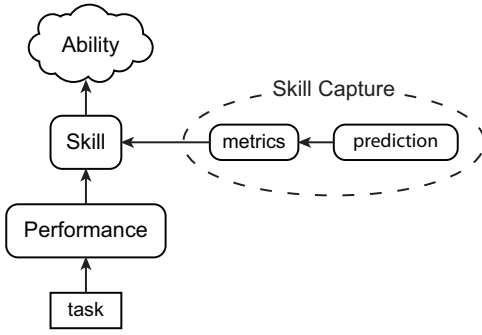 Ability
Skill Capture
Skill
metrics
prediction
Performance
task